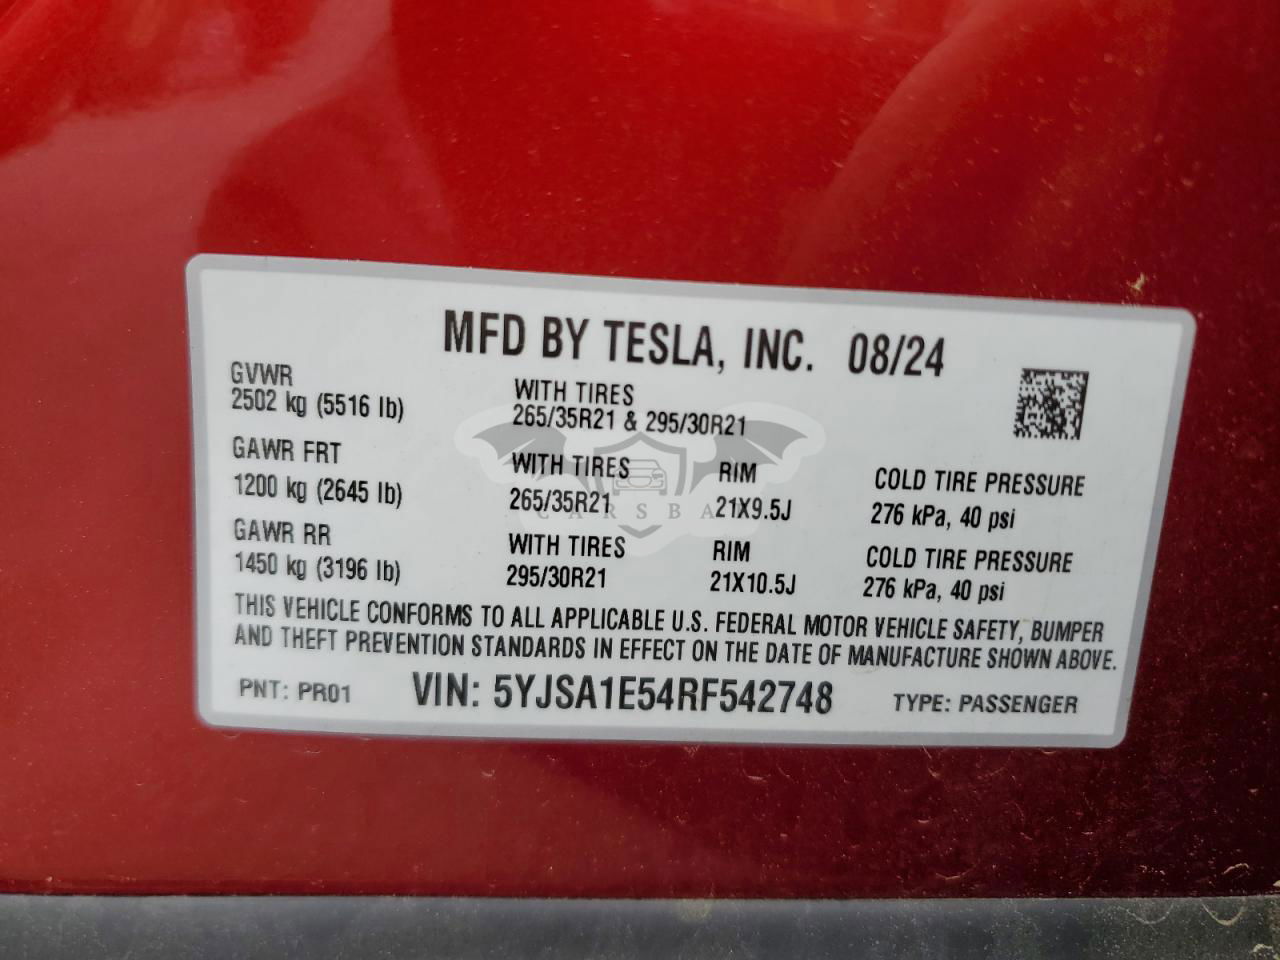 MFD BY TESLA, INC. 08/24
GVWR
2502 kg (5516 lb)
WITH TIRES
265/35R21 & 295/30R21
GAWR FRT
1200 kg (2645 lb)
WITH TIRES
265/35R21
RIM
21X9.5J
COLD TIRE PRESSURE
276 kPa, 40 psi
GAWR RR
1450 kg (3196 lb)
WITH TIRES
295/30R21
RIM
21X10.5J
COLD TIRE PRESSURE
276 kPa, 40 psi
THIS VEHICLE CONFORMS TO ALL APPLICABLE U.S. FEDERAL MOTOR VEHICLE SAFETY, BUMPER
AND THEFT PREVENTION STANDARDS IN EFFECT ON THE DATE OF MANUFACTURE SHOWN ABOVE.
PNT: PR01 VIN: 5YJSA1E54RF542748 TYPE: PASSENGER
CARSBA